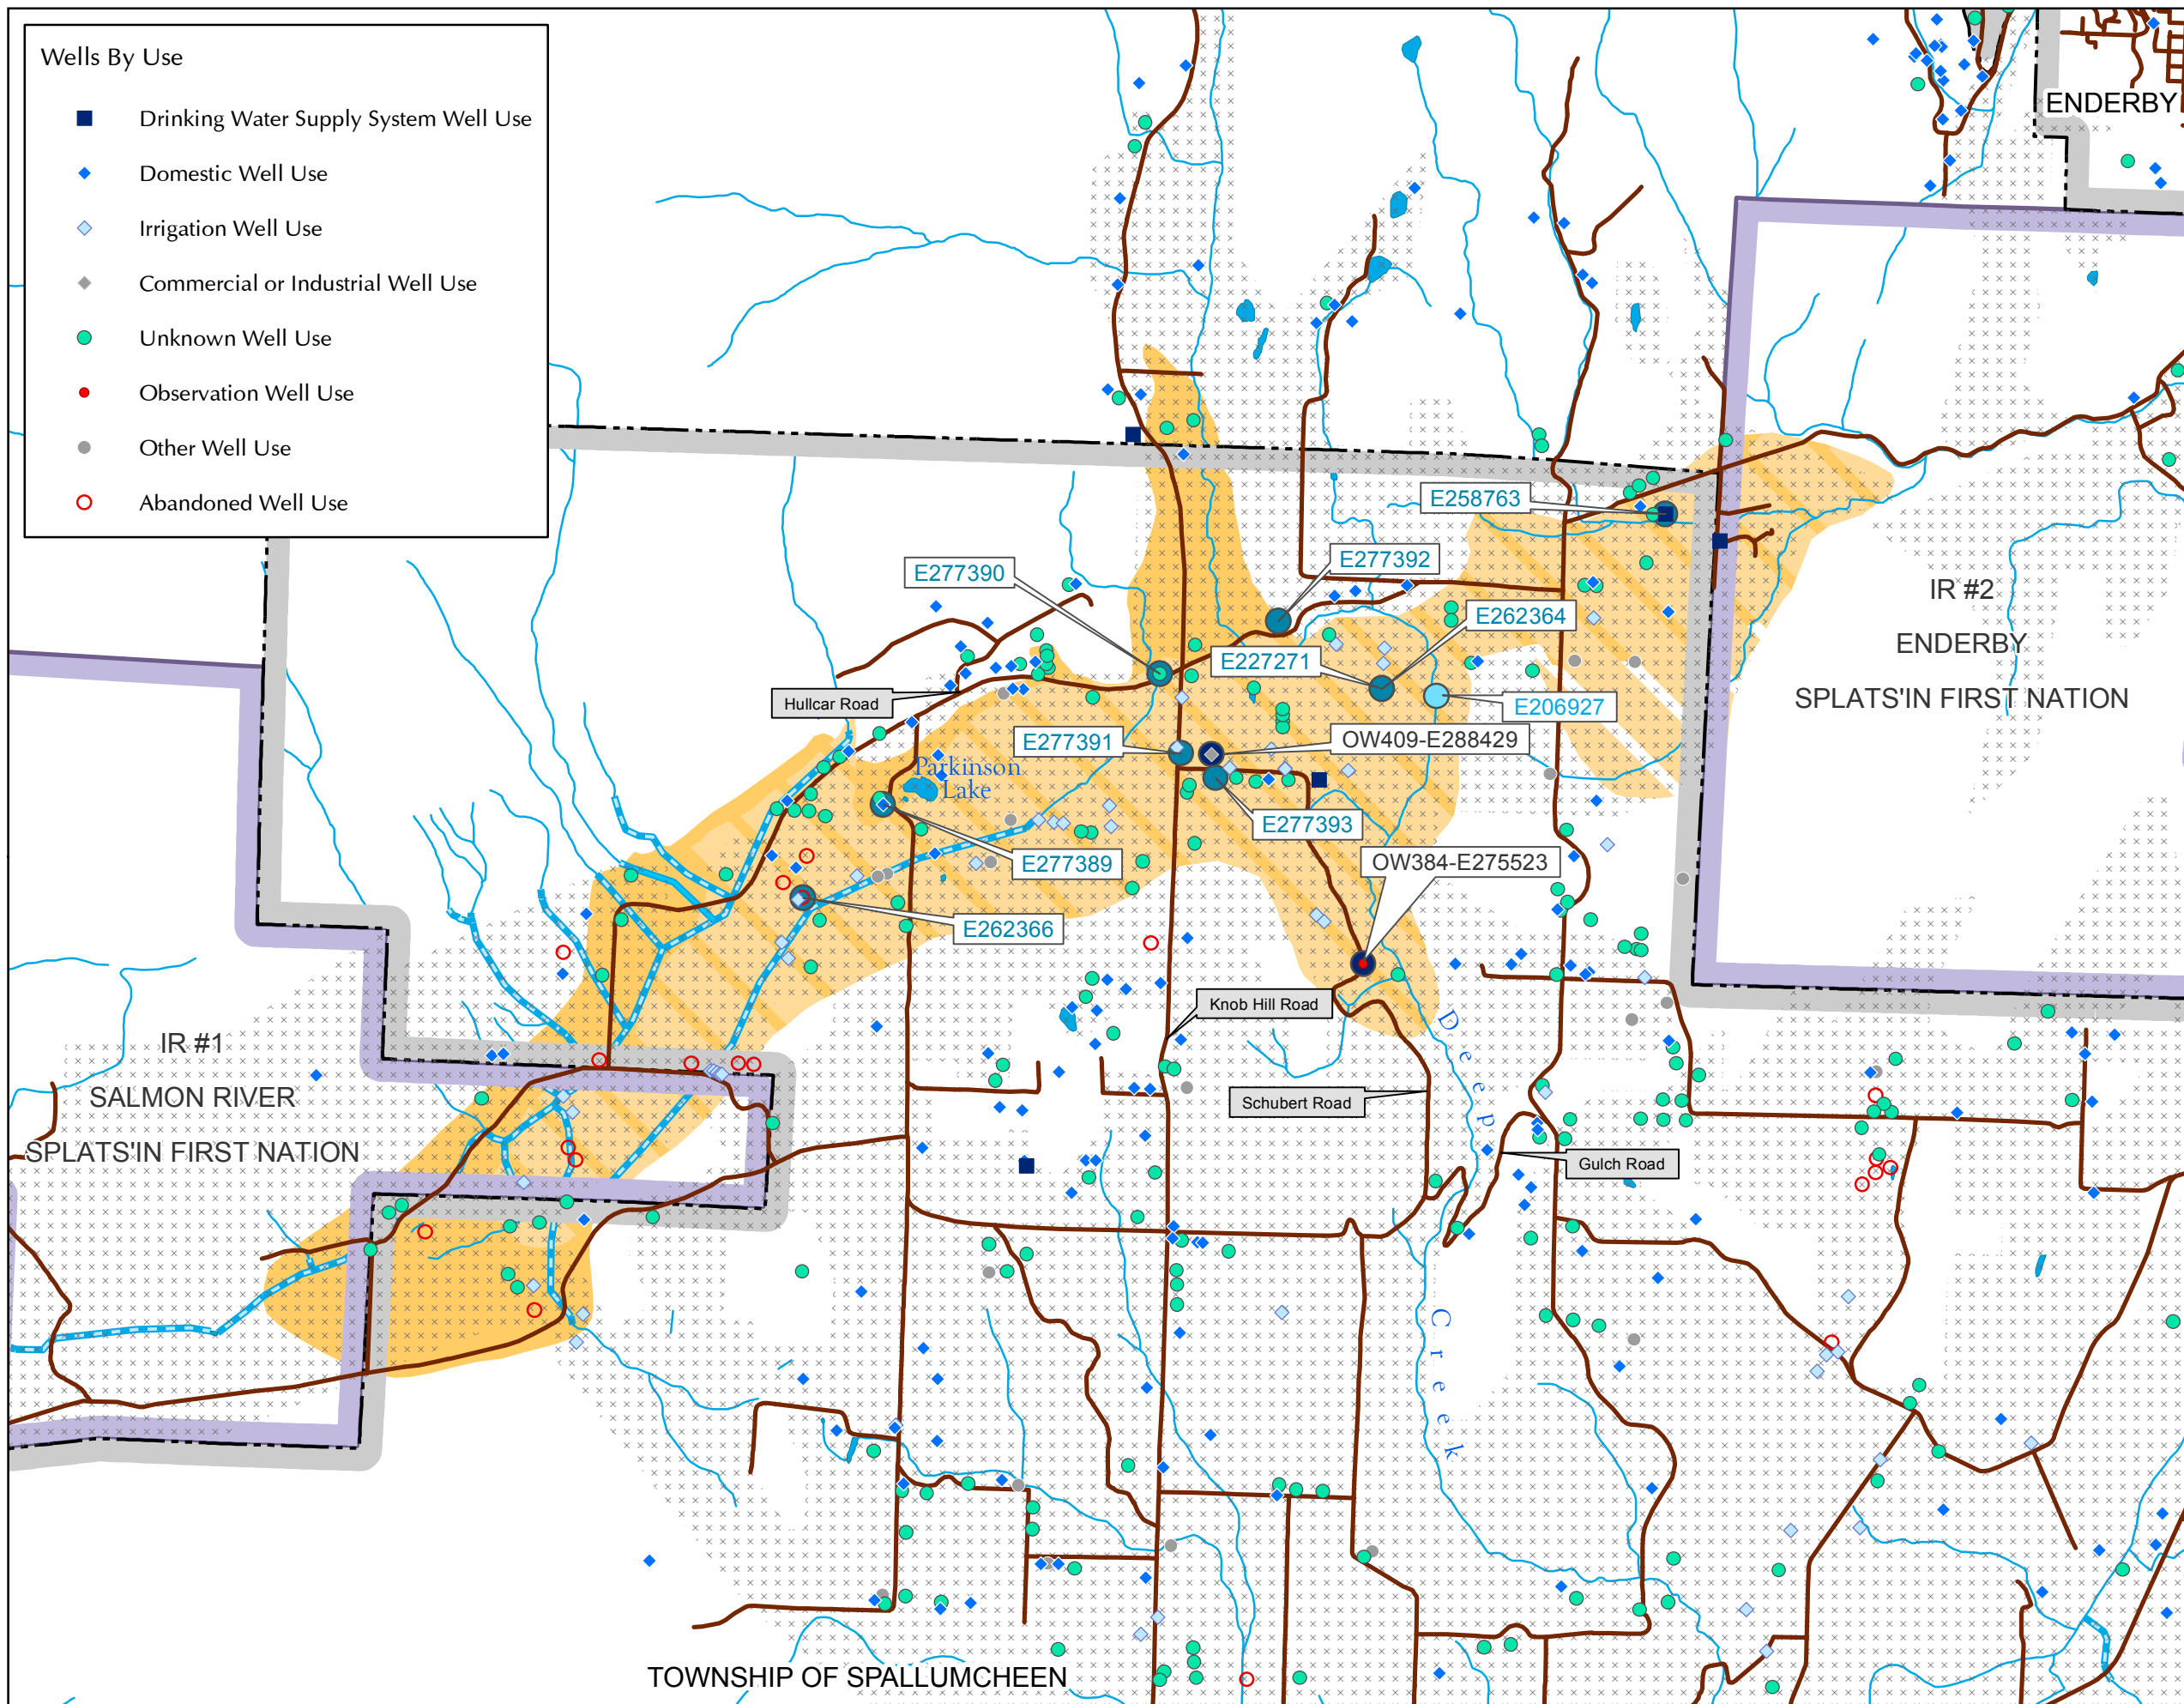 Wells By Use
Drinking Water Supply System Well Use
Domestic Well Use
Irrigation Well Use
Commercial or Industrial Well Use
Unknown Well Use
Observation Well Use
Other Well Use
Abandoned Well Use
ENDERBY
E258763
E277392
E277390
IR #2
E262364
ENDERBY
E227271
SPLATS'IN FIRST NATION
Hullcar Road
E206927
E277391
OW409-E288429
Parkinson
Lake
E277393
E277389
OW384-E275523
E262366
Knob Hill Road
IR #1
SALMON RIVER
SPLATS'IN FIRST NATION
Schubert Road
Deep
Gulch Road
Creek
TOWNSHIP OF SPALLUMCHEEN